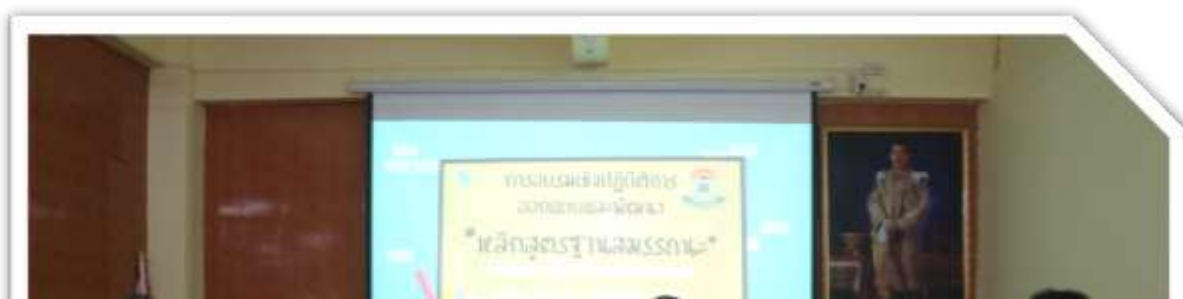 การอบรมเชิงปฏิบัติการ
ออกแบบและพัฒนา
"หลักสูตรฐานสมรรถนะ"